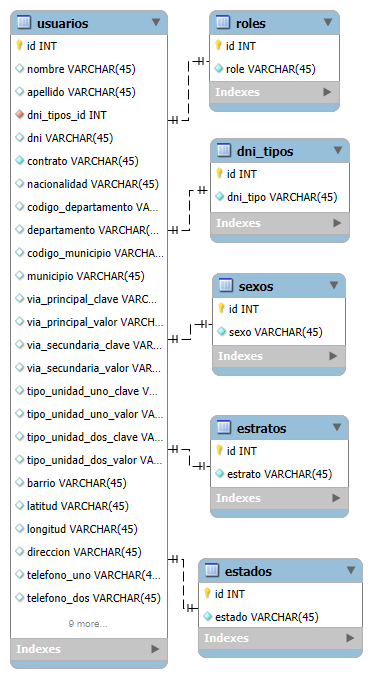 usuarios
id INT
nombre VARCHAR(45)
apellido VARCHAR(45)
dni_tipos_id INT
dni VARCHAR(45)
contrato VARCHAR(45)
nacionalidad VARCHAR(45)
codigo_departamento VA...
departamento VARCHAR(...
codigo_municipio VARCHA...
municipio VARCHAR(45)
via_principal_clave VARC...
via_principal_valor VARCH...
via_secundaria_clave VAR...
via_secundaria_valor VAR...
tipo_unidad_uno_clave V...
tipo_unidad_uno_valor VA...
tipo_unidad_dos_clave VA...
tipo_unidad_dos_valor VA...
barrio VARCHAR(45)
latitud VARCHAR(45)
longitud VARCHAR(45)
direccion VARCHAR(45)
telefono_uno VARCHAR(4...
telefono_dos VARCHAR(45)
9 more...
Indexes
roles
id INT
role VARCHAR(45)
Indexes
dni_tipos
id INT
dni_tipo VARCHAR(45)
Indexes
sexos
id INT
sexo VARCHAR(45)
Indexes
estratos
id INT
estrato VARCHAR(45)
Indexes
estados
id INT
estado VARCHAR(45)
Indexes